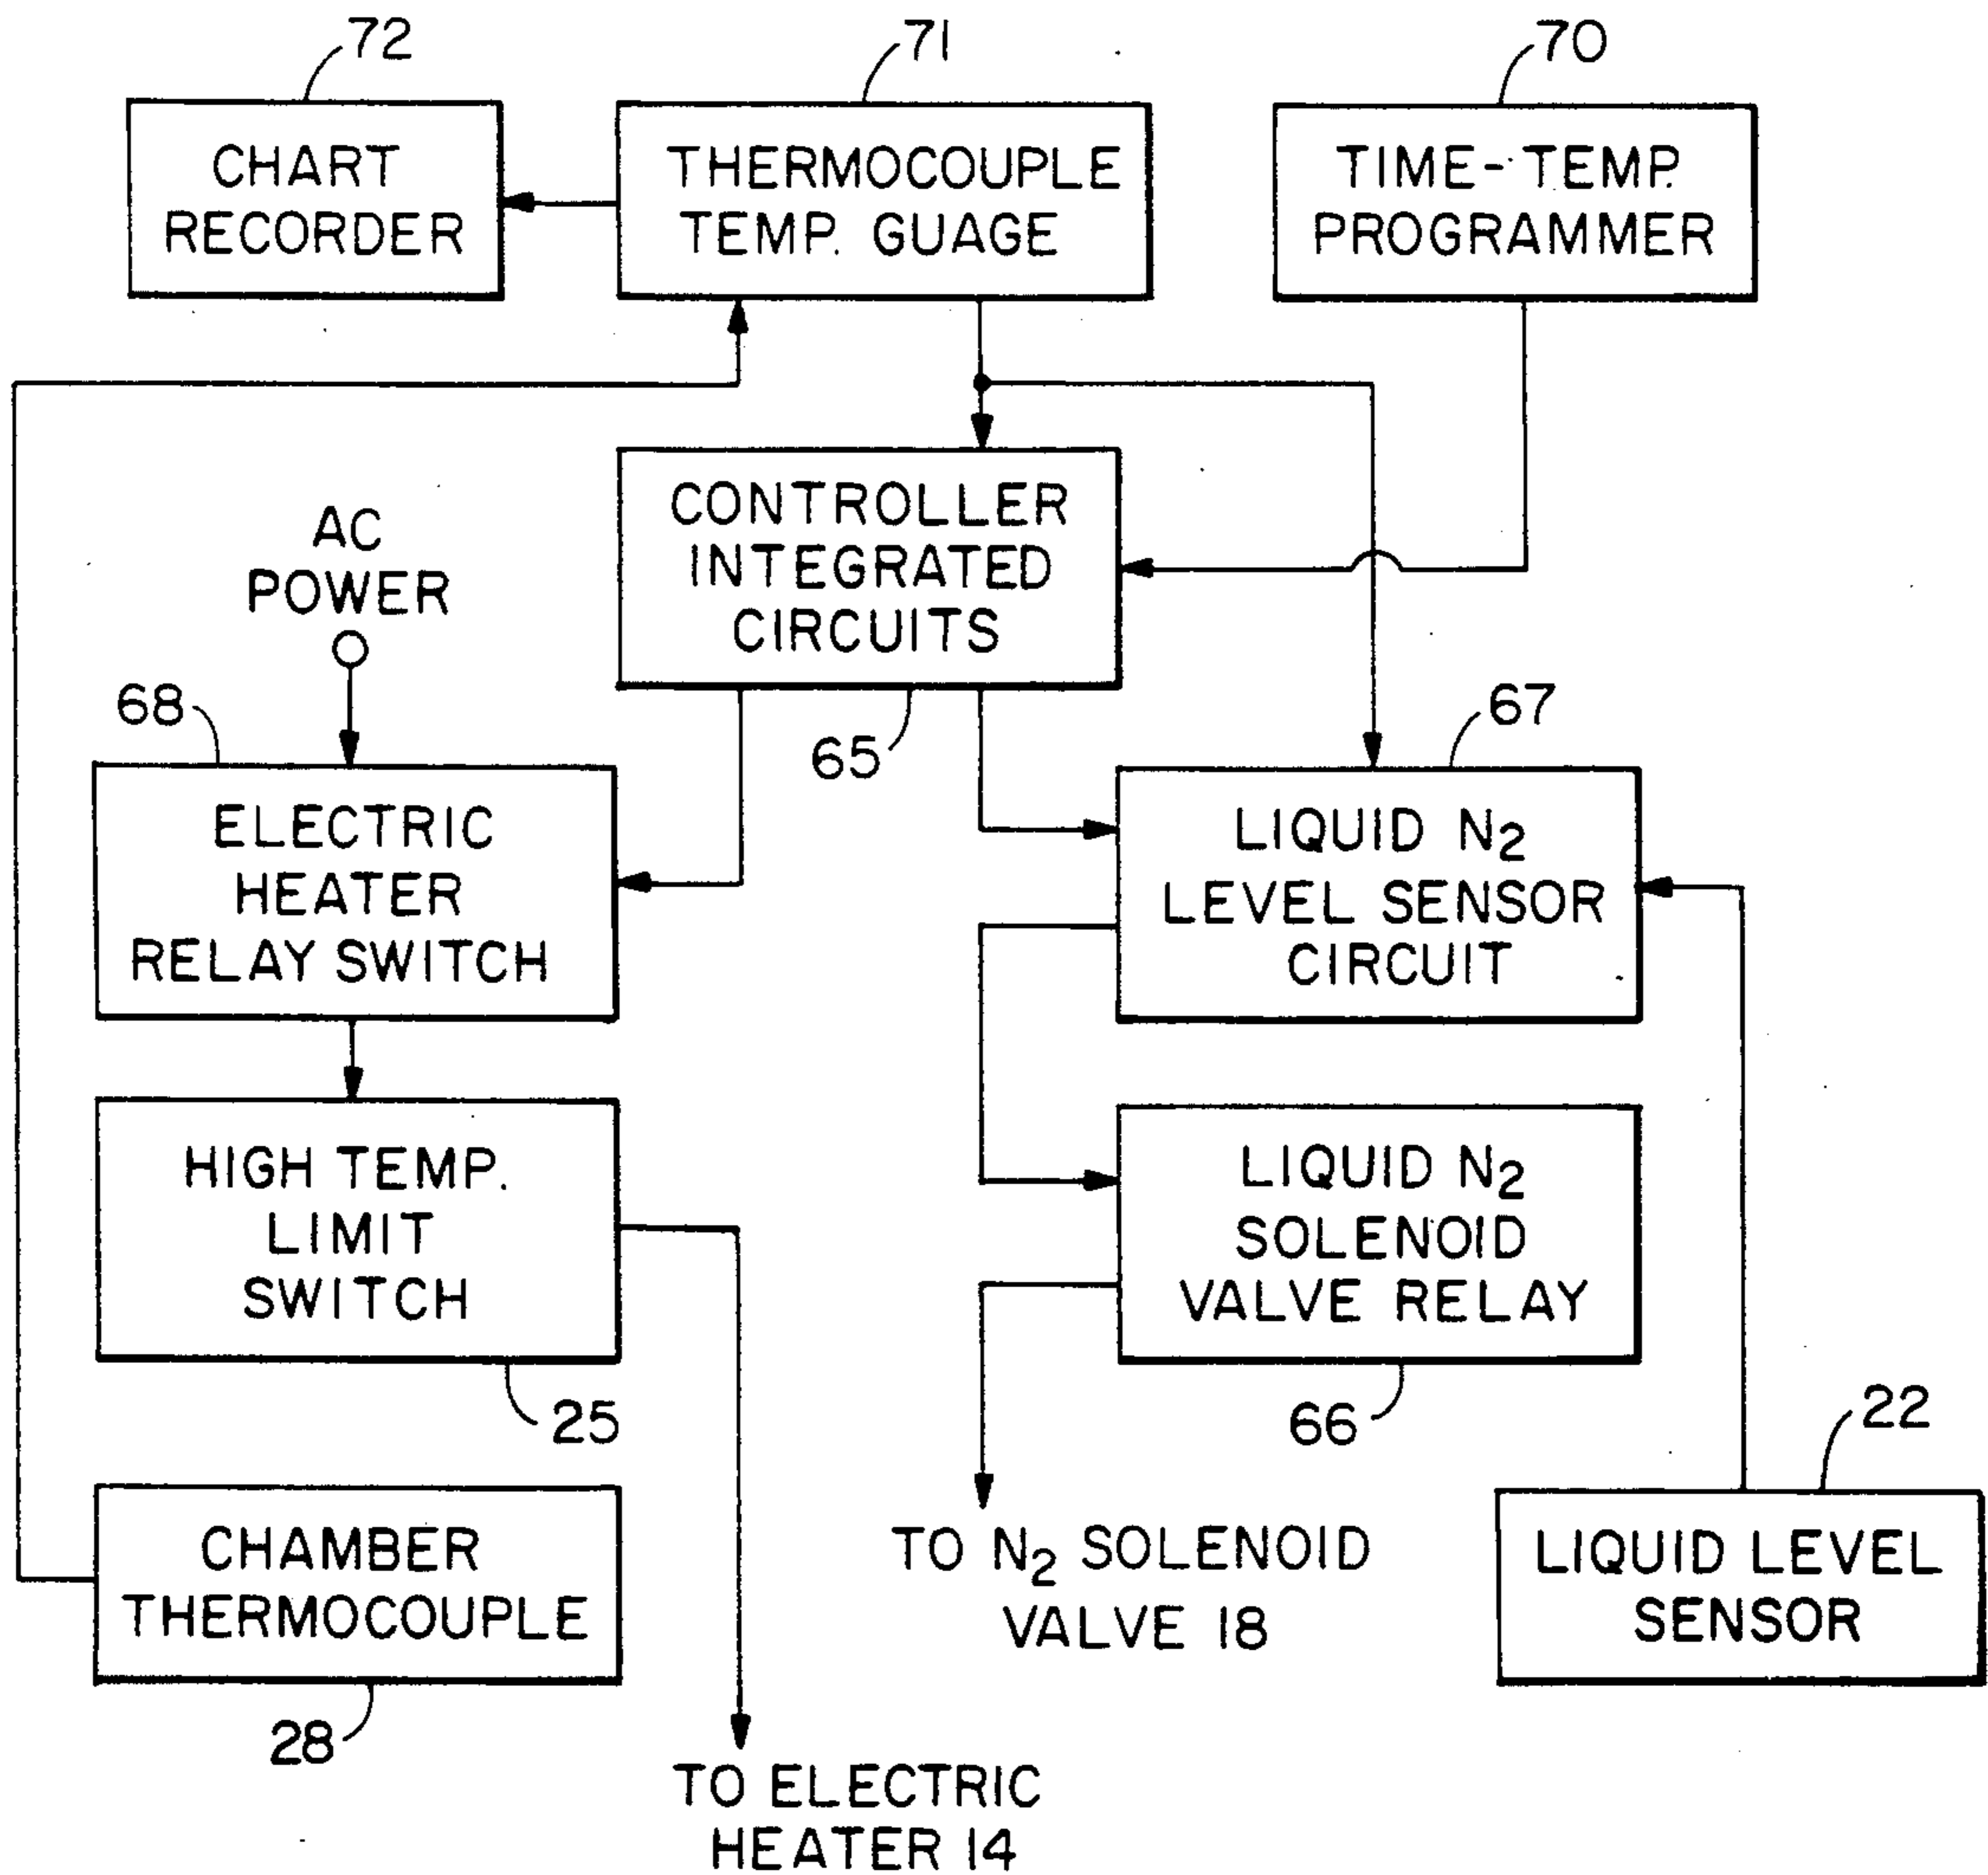 72
71
70
CHART
RECORDER
THERMOCOUPLE
TEMP. GUAGE
TIME-TEMP.
PROGRAMMER
CONTROLLER
INTEGRATED
CIRCUITS
65
AC
POWER
68
ELECTRIC
HEATER
RELAY SWITCH
67
LIQUID N2
LEVEL SENSOR
CIRCUIT
HIGH TEMP.
LIMIT
SWITCH
25
LIQUID N2
SOLENOID
VALVE RELAY
66
22
CHAMBER
THERMOCOUPLE
28
TO N2 SOLENOID
VALVE 18
LIQUID LEVEL
SENSOR
TO ELECTRIC
HEATER 14